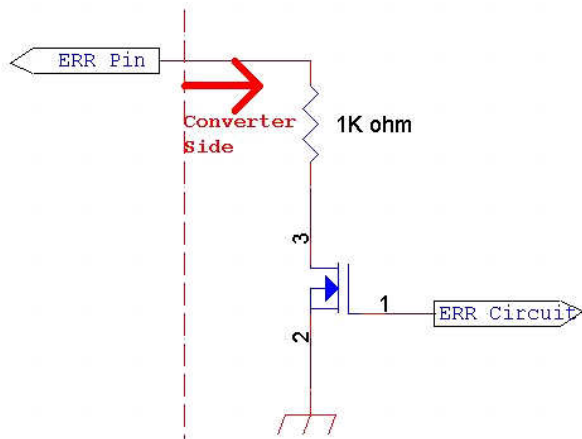 ERR Pin
Converter
Side
1K ohm
3
1
ERR Circuit
2